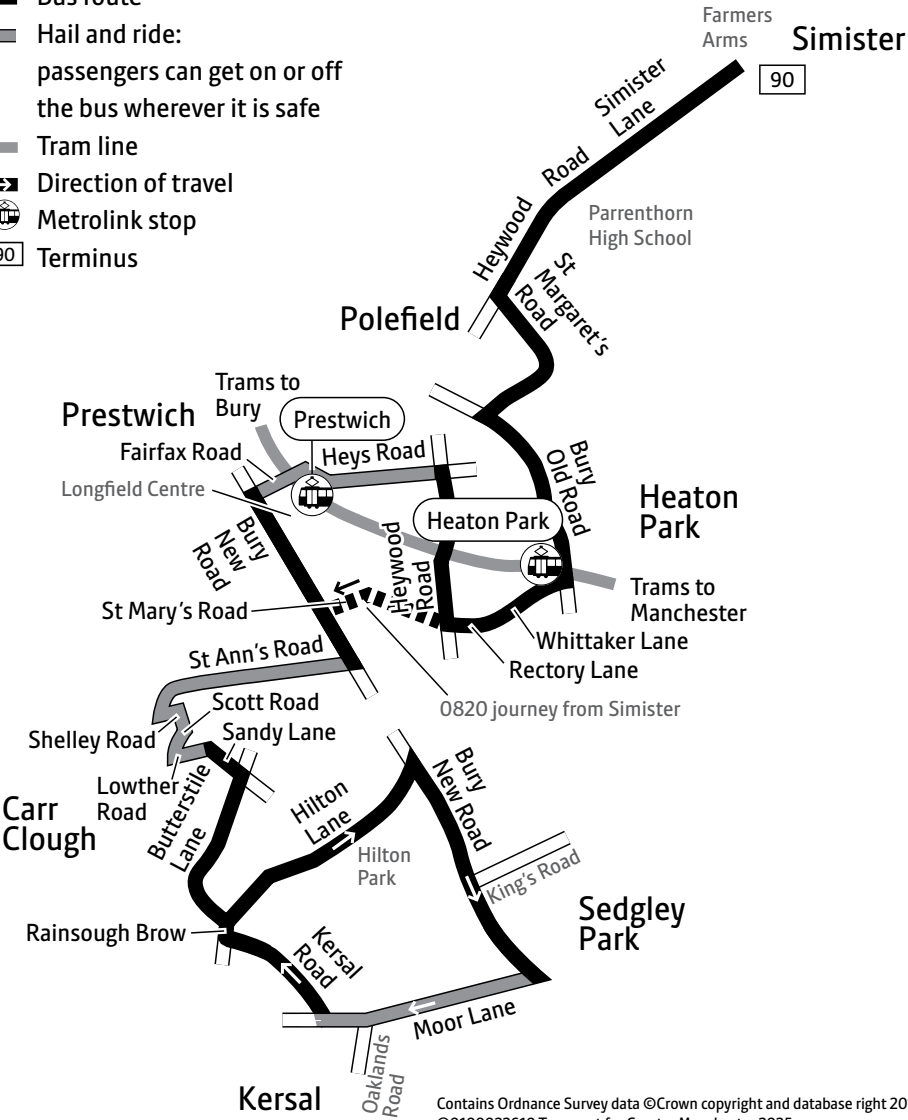 Bus route
Hail and ride:
passengers can get on or off
the bus wherever it is safe
Tram line
Direction of travel
Metrolink stop
90 Terminus
Farmers
Arms
Simister
90
Simister
Lane
Road
Heywood
Parrenthorn
High School
St
Margaret's
Road
Polefield
Trams to
Bury
Prestwich
Prestwich
Fairfax Road
Heys Road
Longfield Centre
Bury
Old Road
Heaton
Park
Heaton Park
Bury
New
Road
Heywood
Road
Trams to
Manchester
St Mary's Road
Whittaker Lane
Rectory Lane
St Ann's Road
0820 journey from Simister
Scott Road
Shelley Road
Sandy Lane
Lowther
Road
Carr
Clough
Butterstile
Lane
Hilton
Lane
Bury
New Road
Hilton
Park
King's Road
Sedgley
Park
Rainsough Brow
Kersal
Road
Moor Lane
Oaklands
Road
Kersal
Contains Ordnance Survey data ©Crown copyright and database right 20